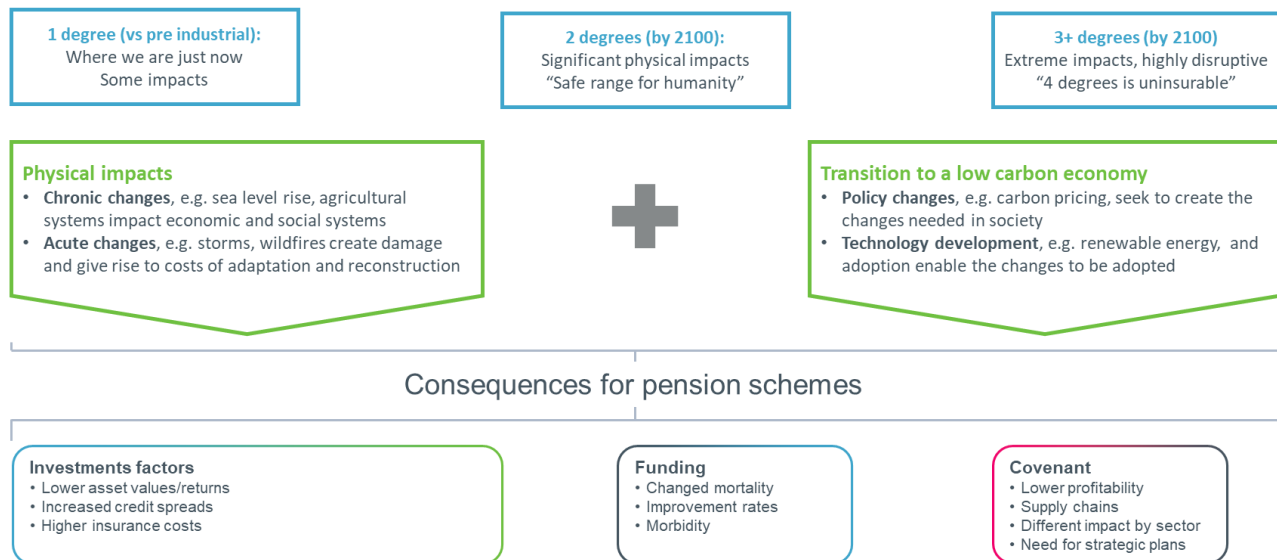 1 degree (vs pre industrial):
Where we are just now
Some impacts
2 degrees (by 2100):
Significant physical impacts
“Safe range for humanity”
3+ degrees (by 2100)
Extreme impacts, highly disruptive
“4 degrees is uninsurable”
Physical impacts
• Chronic changes, e.g. sea level rise, agricultural
systems impact economic and social systems
• Acute changes, e.g. storms, wildfires create damage
and give rise to costs of adaptation and reconstruction
Transition to a low carbon economy
• Policy changes, e.g. carbon pricing, seek to create the
changes needed in society
• Technology development, e.g. renewable energy, and
adoption enable the changes to be adopted
Consequences for pension schemes
Investments factors
• Lower asset values/returns
• Increased credit spreads
• Higher insurance costs
Funding
• Changed mortality
• Improvement rates
• Morbidity
Covenant
• Lower profitability
• Supply chains
• Different impact by sector
• Need for strategic plans